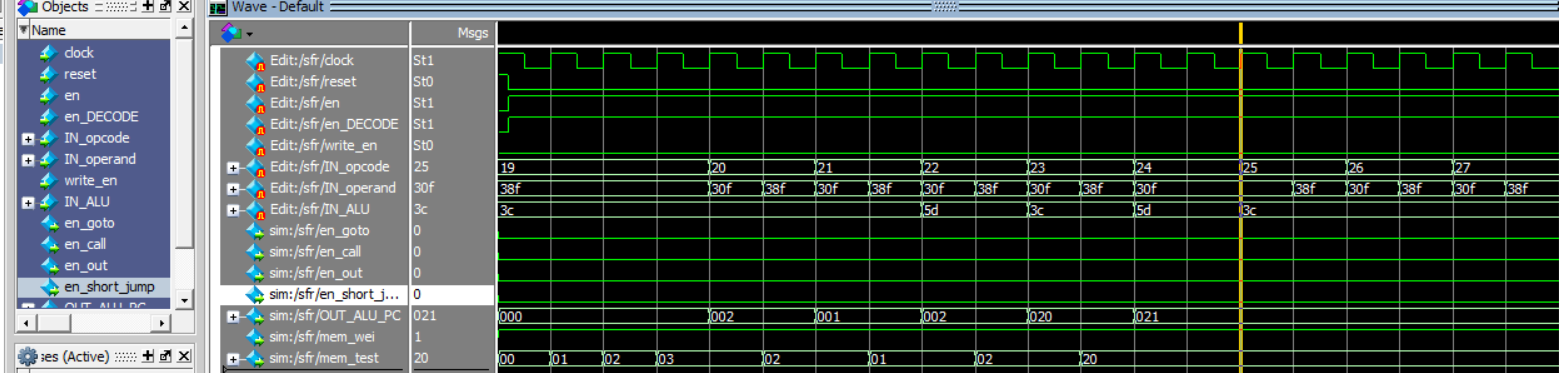 Objects
Wave - Default
Name
Msgs
clock
reset
en
en_DECODE
IN_opcode
IN_operand
write_en
IN_ALU
en_goto
en_call
en_out
en_short_jump
OUT_ALU_PC
ses (Active)
Edit:/sfr/clock St1
Edit:/sfr/reset St0
Edit:/sfr/en St1
Edit:/sfr/en_DECODE St1
Edit:/sfr/write_en St0
Edit:/sfr/IN_opcode 25 19 20 21 22 23 24 25 26 27
Edit:/sfr/IN_operand 30f 38f 30f 38f 30f 38f 30f 38f 30f 38f 30f 38f 30f 38f 30f 38f
Edit:/sfr/IN_ALU 3c 3c 5d 3c 5d 3c
sim:/sfr/en_goto 0
sim:/sfr/en_call 0
sim:/sfr/en_out 0
sim:/sfr/en_short_j... 0
sim:/sfr/OUT_ALU_PC 021 000 002 001 002 020 021
sim:/sfr/mem_wei 1
sim:/sfr/mem_test 20 00 01 02 03 02 01 02 20